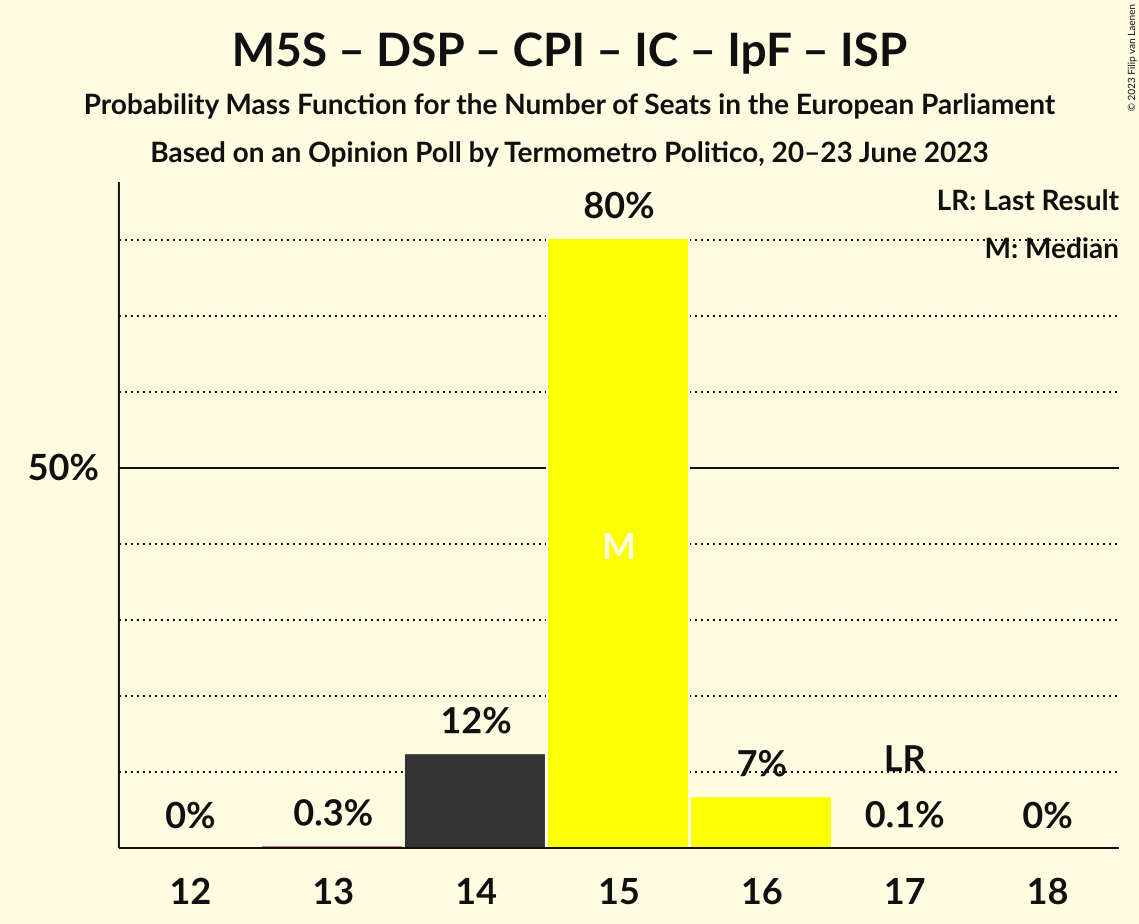 M5S – DSP – CPI – IC – IpF – ISP
Probability Mass Function for the Number of Seats in the European Parliament
Based on an Opinion Poll by Termometro Politico, 20–23 June 2023
© 2023 Filip van Laenen
LR: Last Result
M: Median
80%
50%
M
12%
7%
LR
0%
0.3%
0.1%
0%
12 13 14 15 16 17 18